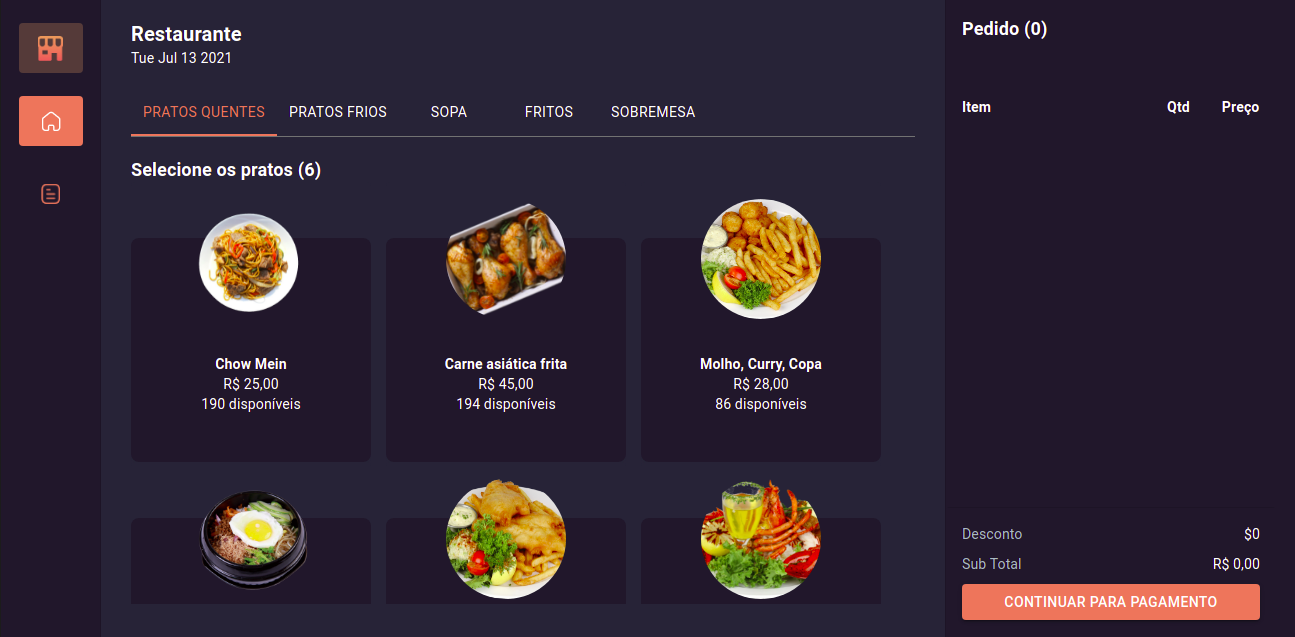 Restaurante
Tue Jul 13 2021
PRATOS QUENTES PRATOS FRIOS SOPA FRITOS SOBREMESA
Selecione os pratos (6)
Chow Mein
R$ 25,00
190 disponíveis
Carne asiática frita
R$ 45,00
194 disponíveis
Molho, Curry, Copa
R$ 28,00
86 disponíveis
Pedido (0)
Item Qtd Preço
Desconto $0
Sub Total R$ 0,00
CONTINUAR PARA PAGAMENTO